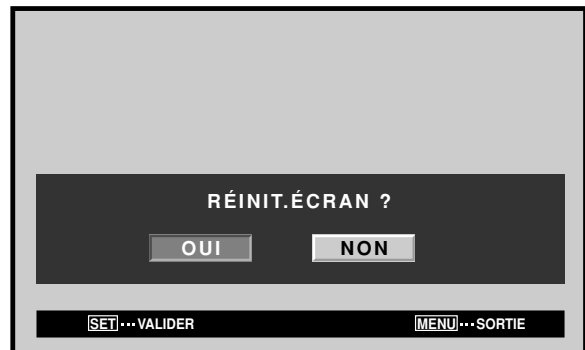 RÉINIT.ÉCRAN ?
OUI NON
SET ··· VALIDER MENU ··· SORTIE